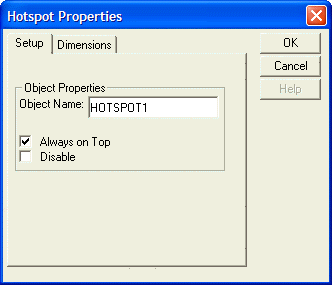 Hotspot Properties
Setup
Dimensions
OK
Cancel
Help
Object Properties
Object Name: HOTSPOT1
Always on Top
Disable